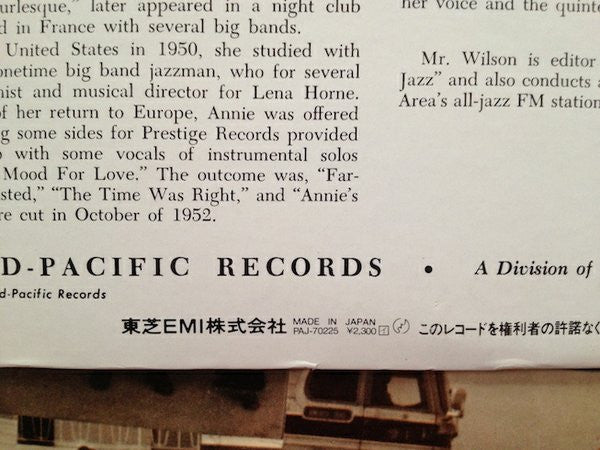 urlesque," later appeared in a night club
d in France with several big bands.
United States in 1950, she studied with
onetime big band jazzman, who for several
nist and musical director for Lena Horne.
of her return to Europe, Annie was offered
g some sides for Prestige Records provided
with some vocals of instrumental solos
Mood For Love." The outcome was, "Far-
sted," "The Time Was Right," and "Annie's
re cut in October of 1952.
her voice and the quinte
Mr. Wilson is editor
Jazz" and also conducts a
Area's all-jazz FM station
D-PACIFIC RECORDS • A Division of
d-Pacific Records
東芝EMI株式会社 MADE IN JAPAN
PAJ-70225 ¥2,300 このレコードを権利者の許諾なく